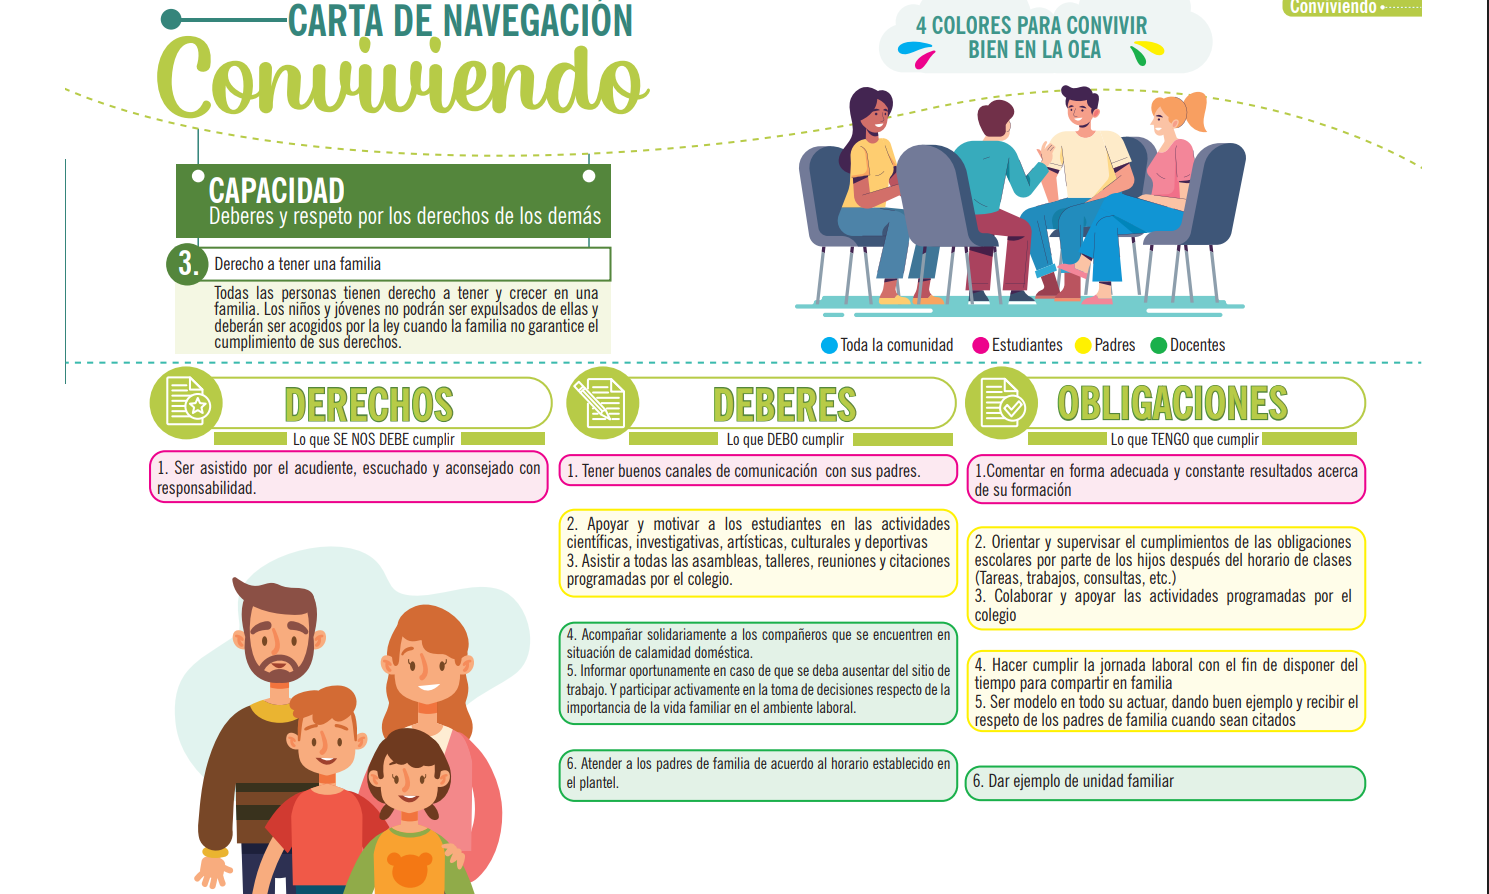 CARTA DE NAVEGACIÓN
Conviviendo
4 COLORES PARA CONVIVIR
BIEN EN LA OEA
Conviviendo
CAPACIDAD
Deberes y respeto por los derechos de los demás
3.
Derecho a tener una familia
Todas las personas tienen derecho a tener y crecer en una
familia. Los niños y jóvenes no podrán ser expulsados de ellas y
deberán ser acogidos por la ley cuando la familia no garantice el
cumplimiento de sus derechos.
Toda la comunidad
Estudiantes
Padres
Docentes
DERECHOS
Lo que SE NOS DEBE cumplir
1. Ser asistido por el acudiente, escuchado y aconsejado con
responsabilidad.
DEBERES
Lo que DEBO cumplir
1. Tener buenos canales de comunicación con sus padres.
2. Apoyar y motivar a los estudiantes en las actividades
científicas, investigativas, artísticas, culturales y deportivas
3. Asistir a todas las asambleas, talleres, reuniones y citaciones
programadas por el colegio.
4. Acompañar solidariamente a los compañeros que se encuentren en
situación de calamidad doméstica.
5. Informar oportunamente en caso de que se deba ausentar del sitio de
trabajo. Y participar activamente en la toma de decisiones respecto de la
importancia de la vida familiar en el ambiente laboral.
6. Atender a los padres de familia de acuerdo al horario establecido en
el plantel.
OBLIGACIONES
Lo que TENGO que cumplir
1.Comentar en forma adecuada y constante resultados acerca
de su formación
2. Orientar y supervisar el cumplimientos de las obligaciones
escolares por parte de los hijos después del horario de clases
(Tareas, trabajos, consultas, etc.)
3. Colaborar y apoyar las actividades programadas por el
colegio
4. Hacer cumplir la jornada laboral con el fin de disponer del
tiempo para compartir en familia
5. Ser modelo en todo su actuar, dando buen ejemplo y recibir el
respeto de los padres de familia cuando sean citados
6. Dar ejemplo de unidad familiar